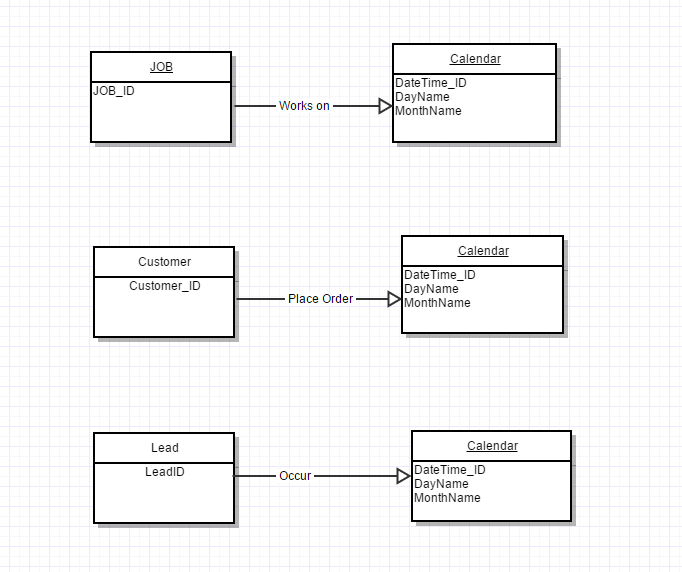 JOB
JOB_ID
Works on
Calendar
DateTime_ID
DayName
MonthName
Customer
Customer_ID
Place Order
Calendar
DateTime_ID
DayName
MonthName
Lead
LeadID
Occur
Calendar
DateTime_ID
DayName
MonthName